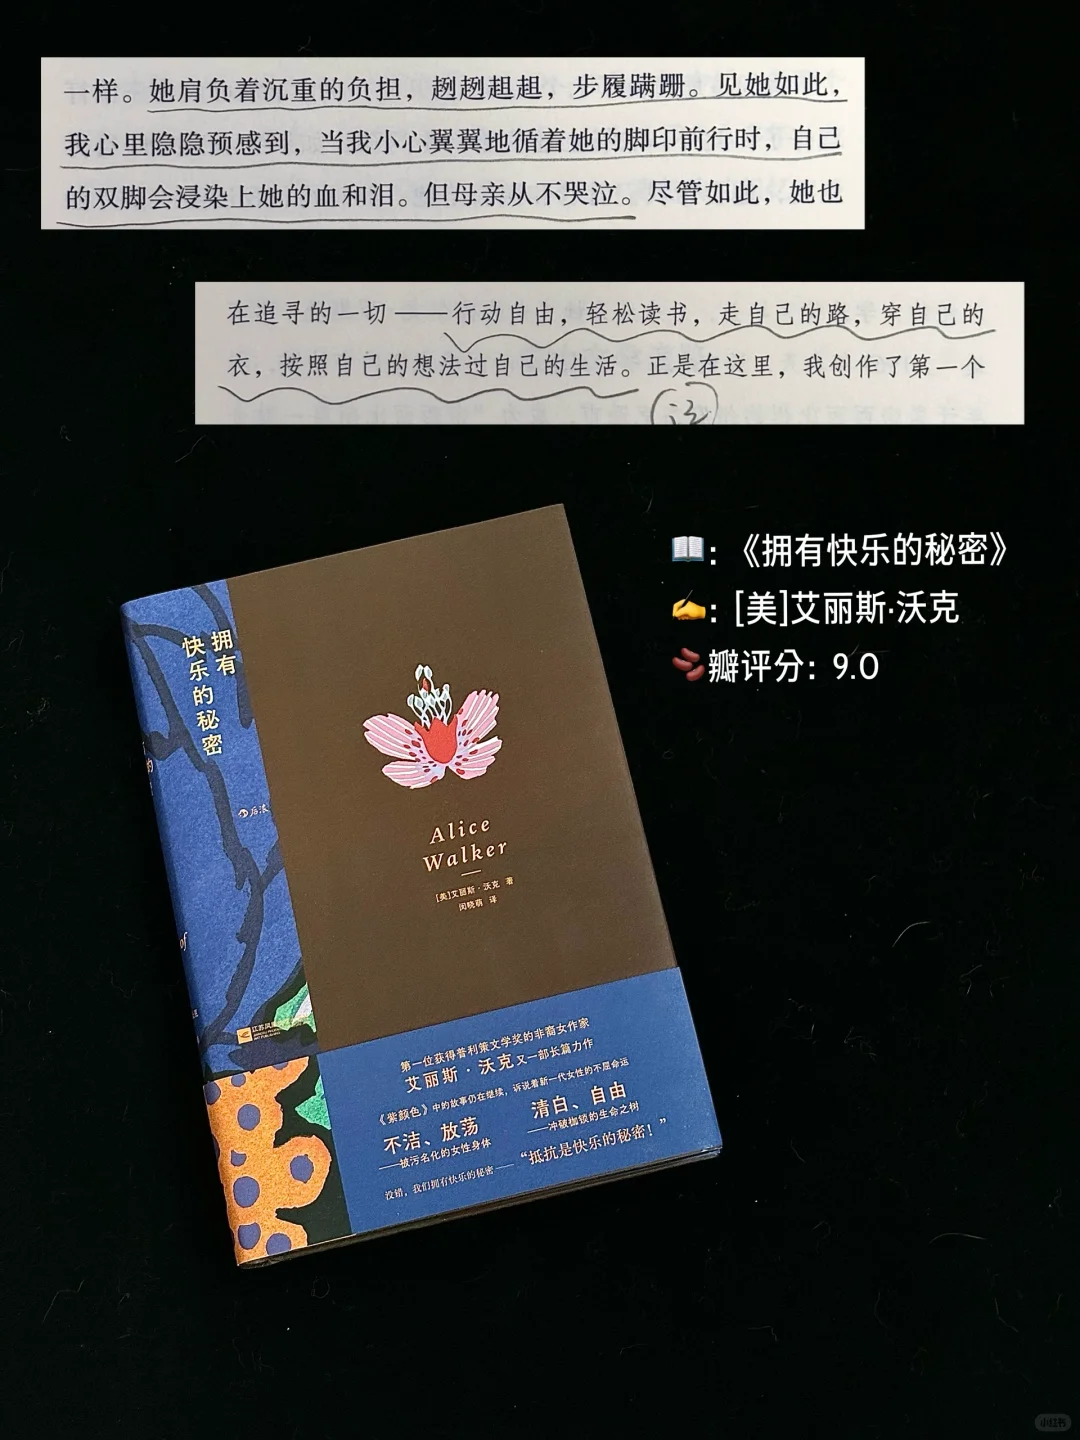 一样。她肩负着沉重的负担，趔趔趄趄，步履蹒跚。见她如此，
我心里隐隐预感到，当我小心翼翼地循着她的脚印前行时，自己
的双脚会浸染上她的血和泪。但母亲从不哭泣。尽管如此，她也
在追寻的一切——行动自由，轻松读书，走自己的路，穿自己的
衣，按照自己的想法过自己的生活。正是在这里，我创作了第一个
📖：《拥有快乐的秘密》
✍️：[美]艾丽斯·沃克
🫘瓣评分：9.0
拥有
快乐的秘密
后浪
的
of
Alice
Walker
[美]艾丽斯·沃克 著
闵晓萌 译
江苏凤凰
第一位获得普利策文学奖的非裔女作家
艾丽斯·沃克又一部长篇力作
《紫颜色》中的故事仍在继续，诉说着新一代女性的不屈命运
不洁、放荡
——被污名化的女性身体
清白、自由
——冲破枷锁的生命之树
没错，我们拥有快乐的秘密——“抵抗是快乐的秘密！”
小红书